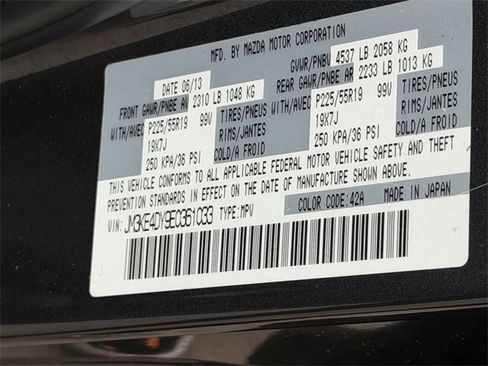 MFD. BY MAZDA MOTOR CORPORATION
DATE 06/13 GVWR/PNBV 4537 LB 2058 KG
FRONT GAWR/PNBE AV 2310 LB 1048 KG REAR GAWR/PNBE AR 2233 LB 1013 KG
WITH/AVEC P225/55R19 99V TIRES/PNEUS WITH/AVEC P225/55R19 99V TIRES/PNEUS
19X7J RIMS/JANTES 19X7J RIMS/JANTES
250 KPA/36 PSI COLD/A FROID 250 KPA/36 PSI COLD/A FROID
THIS VEHICLE CONFORMS TO ALL APPLICABLE FEDERAL MOTOR VEHICLE SAFETY AND THEFT
PREVENTION STANDARDS IN EFFECT ON THE DATE OF MANUFACTURE SHOWN ABOVE.
VIN: JM3KE4DY9E0361033 TYPE:MPV COLOR CODE:42A MADE IN JAPAN